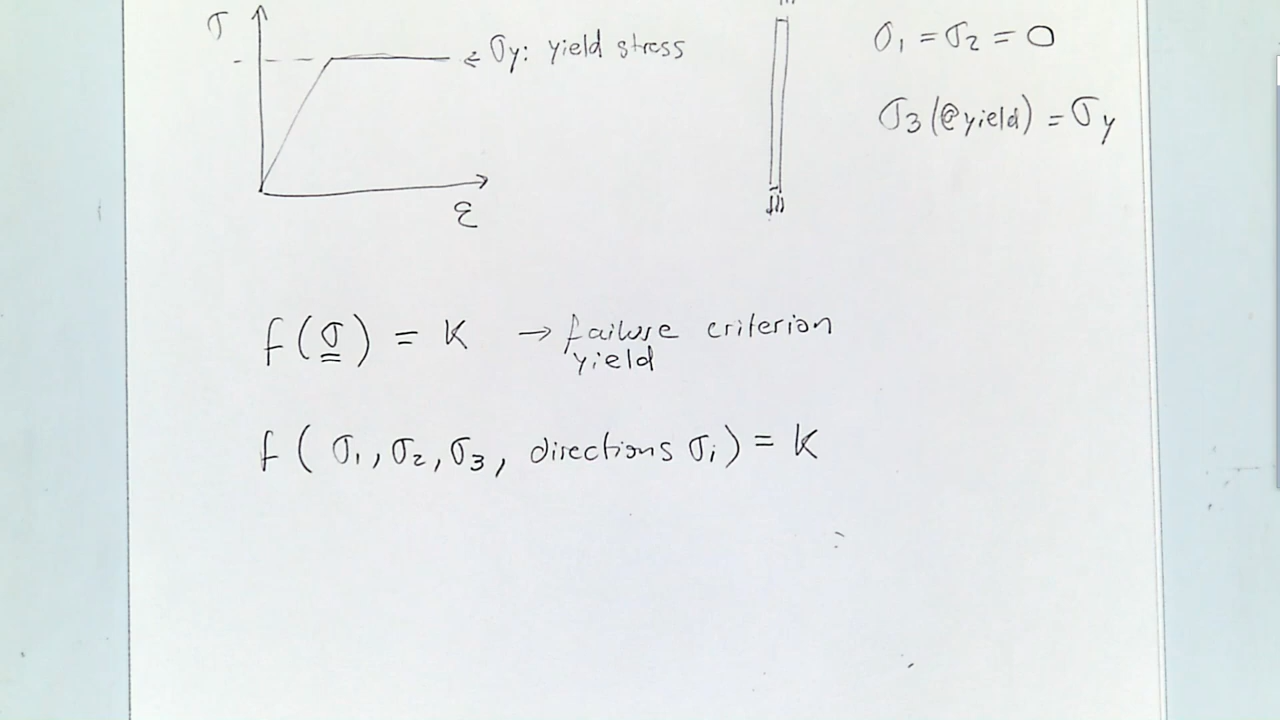 σ
σy: yield stress
ε
σ1 = σ2 = 0
σ3 (@yield) = σy
f(σ) = K → failure criterion
yield
f( σ1, σ2, σ3, directions σi) = K